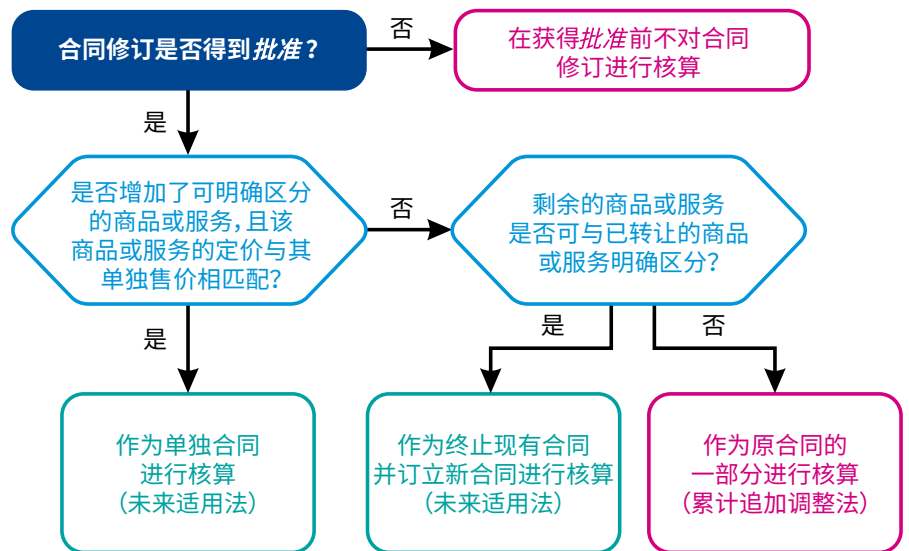 合同修订是否得到批准？
否
在获得批准前不对合同
修订进行核算
是
是否增加了可明确区分
的商品或服务，且该
商品或服务的定价与其
单独售价相匹配？
否
剩余的商品或服务
是否可与已转让的商品
或服务明确区分？
是
是
否
作为单独合同
进行核算
（未来适用法）
作为终止现有合同
并订立新合同进行核算
（未来适用法）
作为原合同的
一部分进行核算
（累计追加调整法）